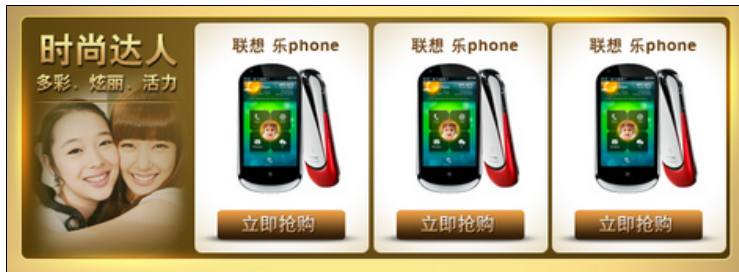 时尚达人
多彩．炫丽．活力
联想 乐phone
立即抢购
联想 乐phone
立即抢购
联想 乐phone
立即抢购